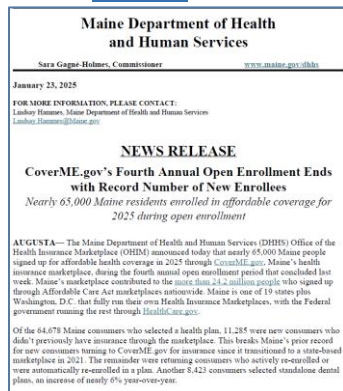 Maine Department of Health
and Human Services
Sara Gagné-Holmes, Commissioner www.maine.gov/dhhs
January 23, 2025
FOR MORE INFORMATION, PLEASE CONTACT:
Lindsay Hammes, Maine Department of Health and Human Services
Lindsay.Hammes@Maine.gov
NEWS RELEASE
CoverME.gov's Fourth Annual Open Enrollment Ends
with Record Number of New Enrollees
Nearly 65,000 Maine residents enrolled in affordable coverage for
2025 during open enrollment
AUGUSTA— The Maine Department of Health and Human Services (DHHS) Office of the
Health Insurance Marketplace (OHIM) announced today that nearly 65,000 Maine people
signed up for affordable health coverage in 2025 through CoverME.gov, Maine's health
insurance marketplace, during the fourth annual open enrollment period that concluded last
week. Maine's marketplace contributed to the more than 24.2 million people who signed up
through Affordable Care Act marketplaces nationwide. Maine is one of 19 states plus
Washington, D.C. that fully run their own Health Insurance Marketplaces, with the Federal
government running the rest through HealthCare.gov.
Of the 64,678 Maine consumers who selected a health plan, 11,285 were new consumers who
didn't previously have insurance through the marketplace. This breaks Maine's prior record
for new consumers turning to CoverME.gov for insurance since it transitioned to a state-based
marketplace in 2021. The remainder were returning consumers who actively re-enrolled or
were automatically re-enrolled in a plan. Another 8,423 consumers selected standalone dental
plans, an increase of nearly 6% year-over-year.